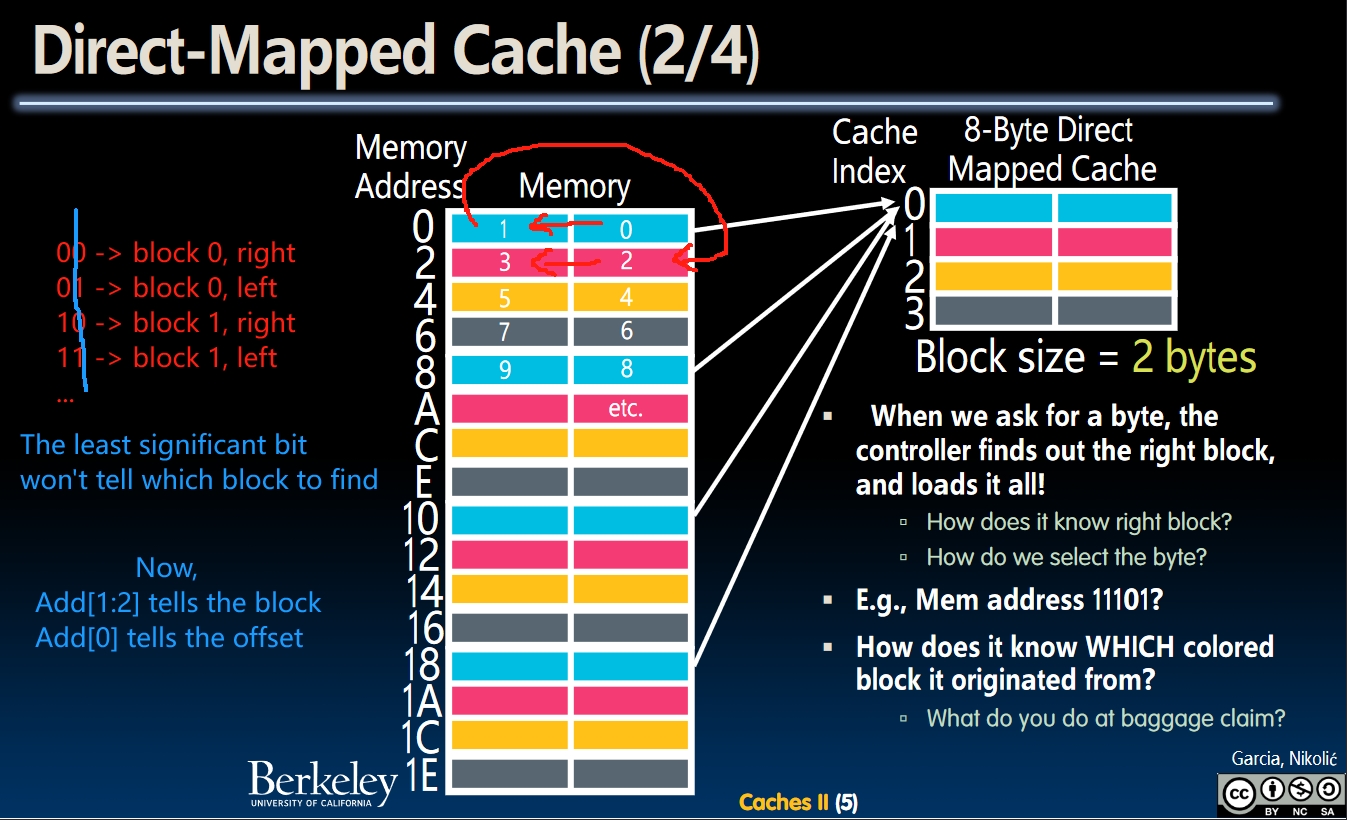 Direct-Mapped Cache (2/4)
Memory
Address
Memory
Cache
Index
8-Byte Direct
Mapped Cache
00 -> block 0, right
01 -> block 0, left
10 -> block 1, right
11 -> block 1, left
...
The least significant bit
won't tell which block to find
Now,
Add[1:2] tells the block
Add[0] tells the offset
0 1 0
2 3 2
4 5 4
6 7 6
8 9 8
A etc.
C
E
10
12
14
16
18
1A
1C
1E
0
1
2
3
Block size = 2 bytes
▪ When we ask for a byte, the
controller finds out the right block,
and loads it all!
▫ How does it know right block?
▫ How do we select the byte?
▪ E.g., Mem address 11101?
▪ How does it know WHICH colored
block it originated from?
▫ What do you do at baggage claim?
Berkeley
UNIVERSITY OF CALIFORNIA
Caches II (5)
Garcia, Nikolić
CC
BY NC SA